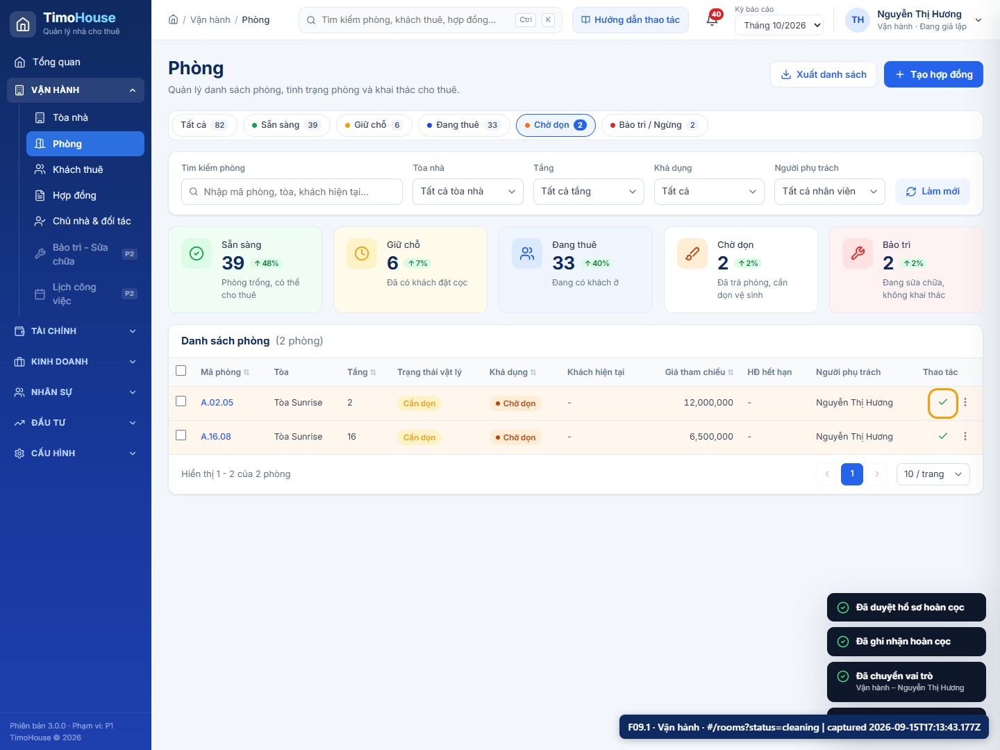 TimoHouse
Quản lý nhà cho thuê
Tổng quan
VẬN HÀNH
Tòa nhà
Phòng
Khách thuê
Hợp đồng
Chủ nhà & đối tác
Bảo trì - Sửa chữa P2
Lịch công việc P2
TÀI CHÍNH
KINH DOANH
NHÂN SỰ
ĐẦU TƯ
CẤU HÌNH
Phiên bản 3.0.0 · Phạm vi: P1
TimoHouse © 2026
/ Vận hành / Phòng
Tìm kiếm phòng, khách thuê, hợp đồng... Ctrl K
Hướng dẫn thao tác
40
Kỳ báo cáo
Tháng 10/2026
TH
Nguyễn Thị Hương
Vận hành · Đang giả lập
Phòng
Quản lý danh sách phòng, tình trạng phòng và khai thác cho thuê.
Xuất danh sách
Tạo hợp đồng
Tất cả 82
Sẵn sàng 39
Giữ chỗ 6
Đang thuê 33
Chờ dọn 2
Bảo trì / Ngừng 2
Tìm kiếm phòng
Nhập mã phòng, tòa, khách hiện tại...
Tòa nhà
Tất cả tòa nhà
Tầng
Tất cả tầng
Khả dụng
Tất cả
Người phụ trách
Tất cả nhân viên
Làm mới
Sẵn sàng
39 ↑48%
Phòng trống, có thể
cho thuê
Giữ chỗ
6 ↑7%
Đã có khách đặt cọc
Đang thuê
33 ↑40%
Đang có khách ở
Chờ dọn
2 ↑2%
Đã trả phòng, cần
dọn vệ sinh
Bảo trì
2 ↑2%
Đang sửa chữa,
không khai thác
Danh sách phòng (2 phòng)
Mã phòng Tòa Tầng Trạng thái vật lý Khả dụng Khách hiện tại Giá tham chiếu HĐ hết hạn Người phụ trách Thao tác
A.02.05 Tòa Sunrise 2 Cần dọn Chờ dọn - 12,000,000 - Nguyễn Thị Hương
A.16.08 Tòa Sunrise 16 Cần dọn Chờ dọn - 6,500,000 - Nguyễn Thị Hương
Hiển thị 1 - 2 của 2 phòng
1
10 / trang
Đã duyệt hồ sơ hoàn cọc
Đã ghi nhận hoàn cọc
Đã chuyển vai trò
Vận hành – Nguyễn Thị Hương
F09.1 · Vận hành · #/rooms?status=cleaning | captured 2026-09-15T17:13:43.177Z